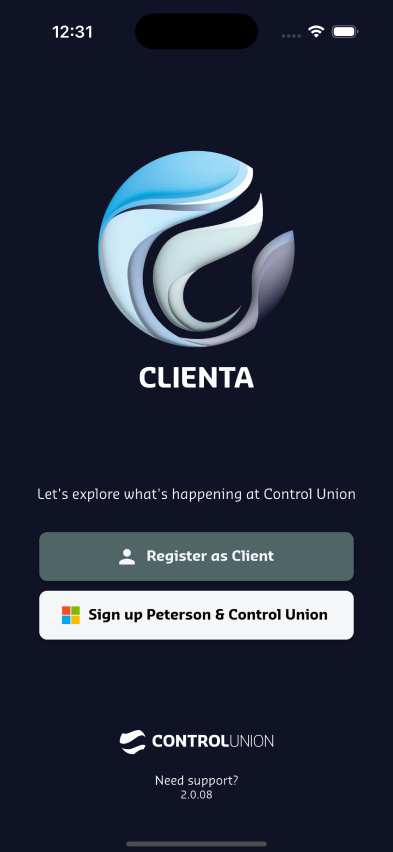 12:31
CLIENTA
Let's explore what's happening at Control Union
Register as Client
Sign up Peterson & Control Union
CONTROLUNION
Need support?
2.0.08